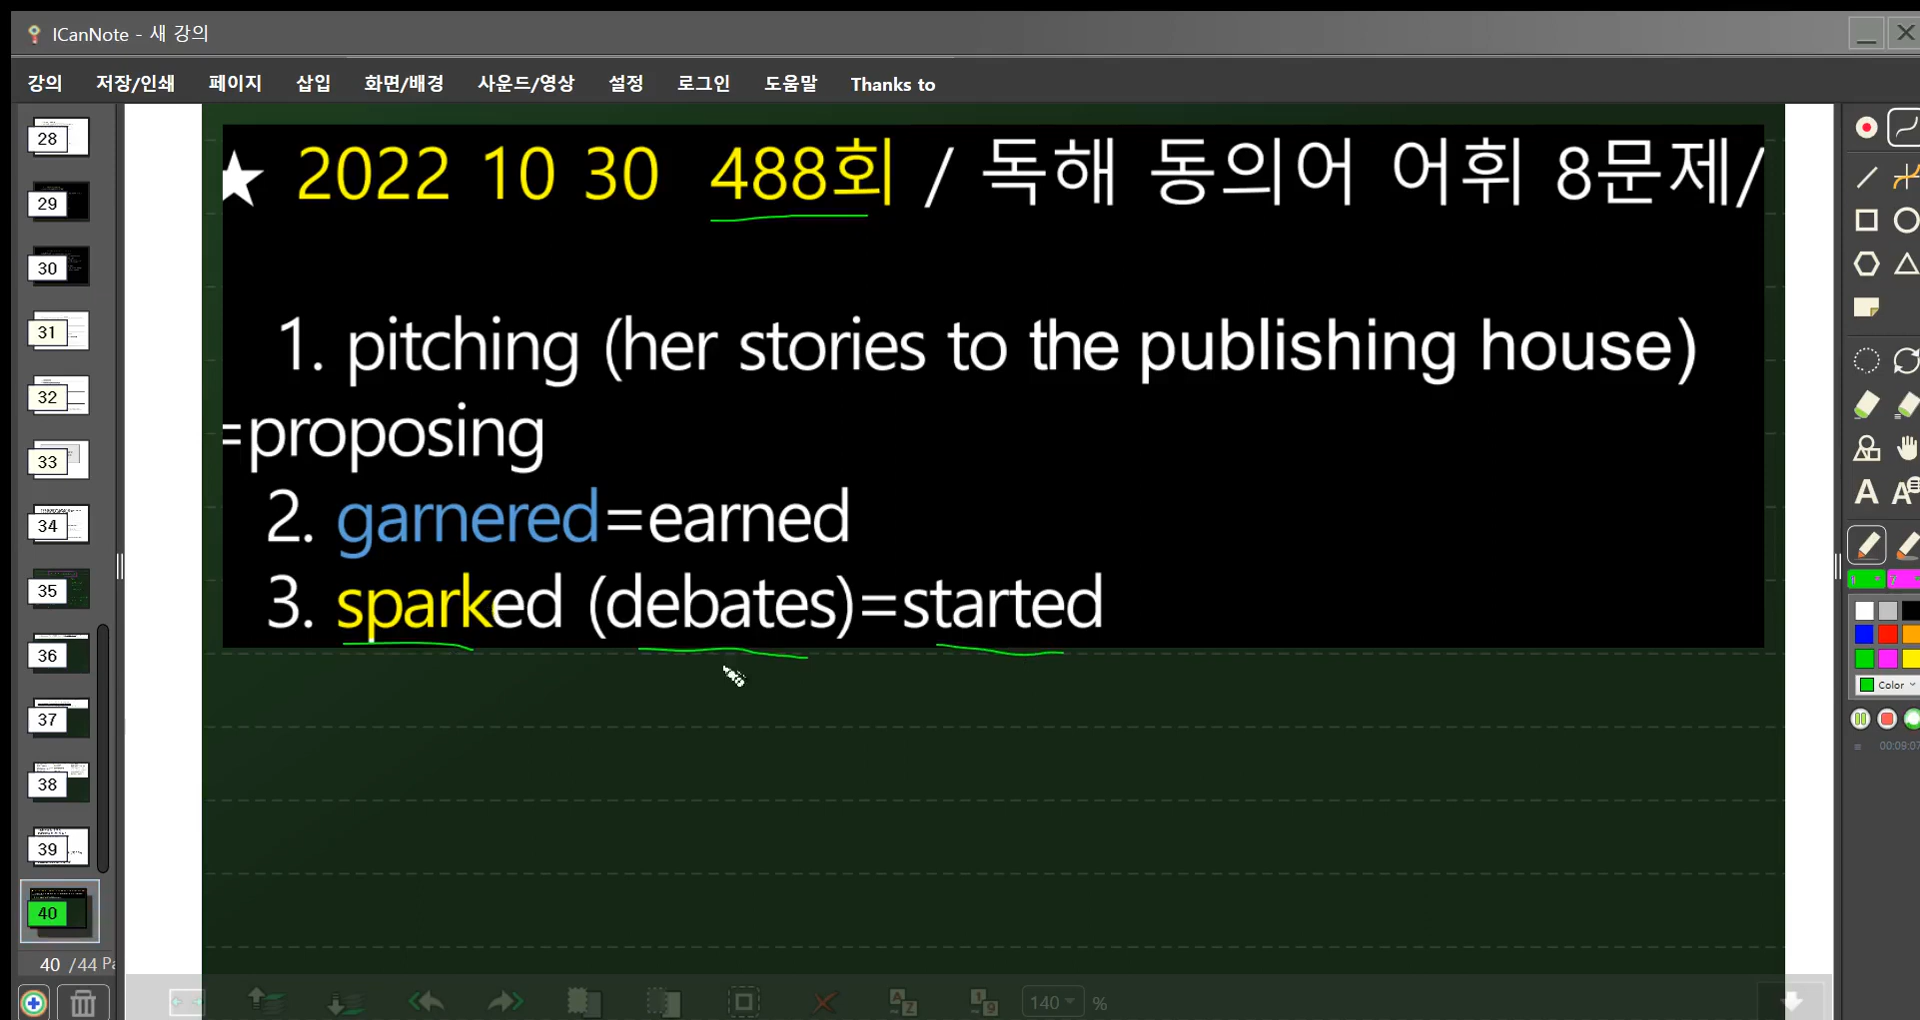 ICanNote - 새 강의
강의 저장/인쇄 페이지 삽입 화면/배경 사운드/영상 설정 로그인 도움말 Thanks to
28
29
30
31
32
33
34
35
36
37
38
39
40
40 /44
★ 2022 10 30 488회 / 독해 동의어 어휘 8문제/
1. pitching (her stories to the publishing house)
=proposing
2. garnered=earned
3. sparked (debates)=started
A A
Color
00:09:07
140 %